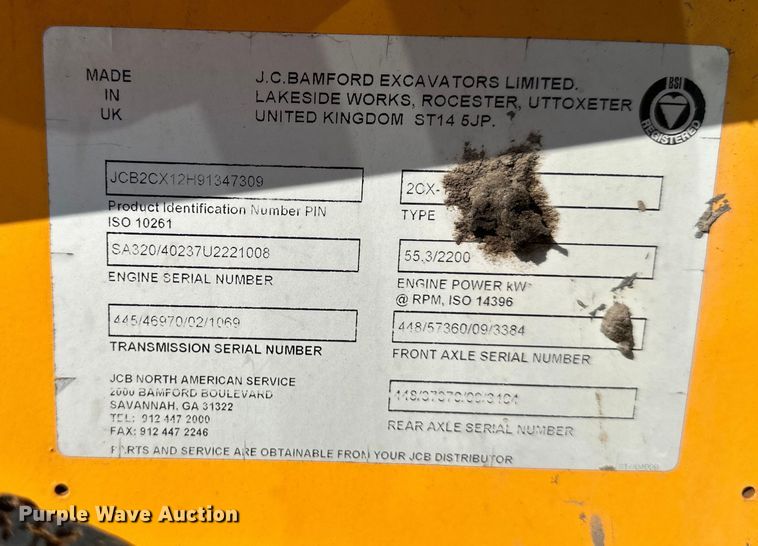 MADE
IN
UK
J.C.BAMFORD EXCAVATORS LIMITED.
LAKESIDE WORKS, ROCESTER, UTTOXETER
UNITED KINGDOM ST14 5JP.
BSI
REGISTERED
JCB2CX12H91347309
Product Identification Number PIN
ISO 10261
2CX-
TYPE
SA320/40237U2221008
ENGINE SERIAL NUMBER
55.3/2200
ENGINE POWER kW
@ RPM, ISO 14396
445/46970/02/1069
TRANSMISSION SERIAL NUMBER
448/57360/09/3384
FRONT AXLE SERIAL NUMBER
REAR AXLE SERIAL NUMBER
JCB NORTH AMERICAN SERVICE
2000 BAMFORD BOULEVARD
SAVANNAH, GA 31322
TEL: 912 447 2000
FAX: 912 447 2246
PARTS AND SERVICE ARE OBTAINABLE FROM YOUR JCB DISTRIBUTOR
Purple Wave Auction